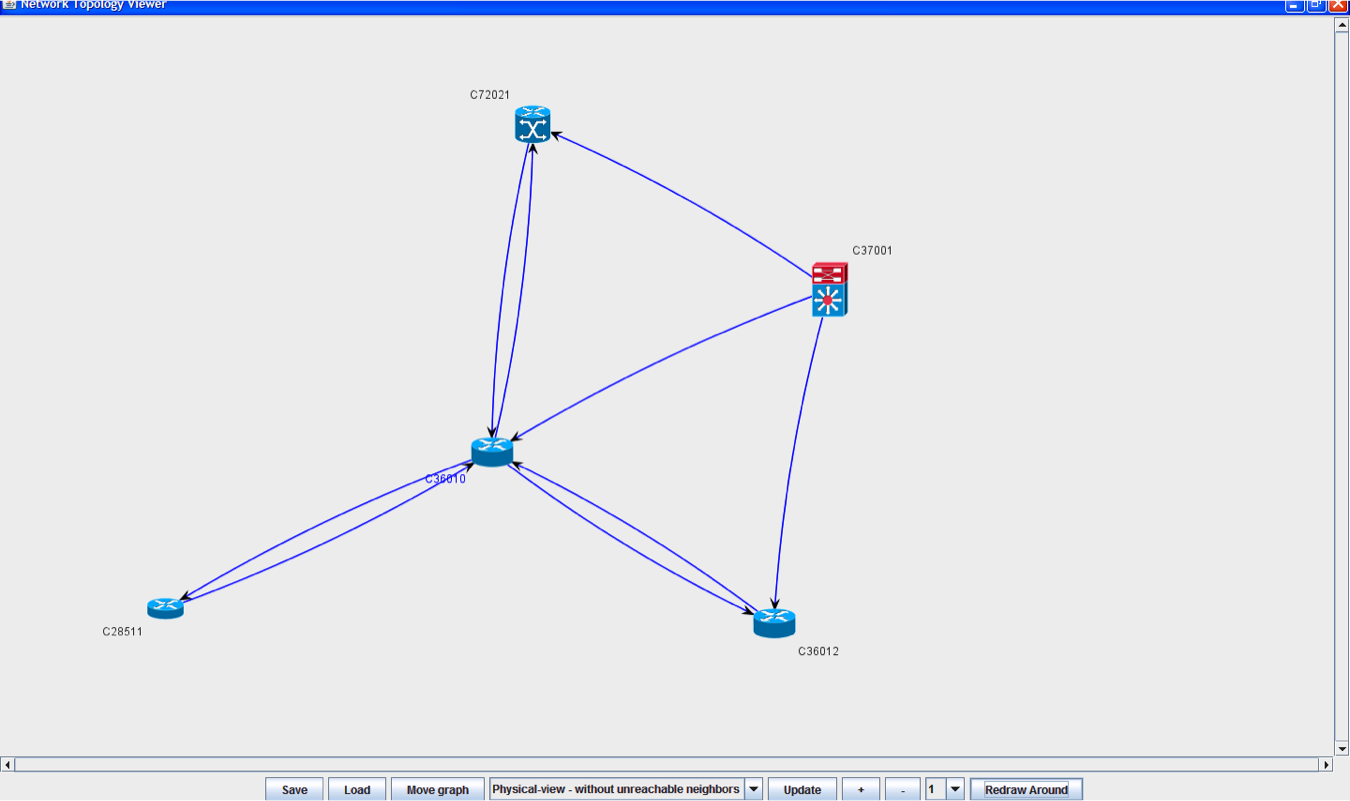 Network Topology Viewer
C72021
C37001
C36010
C28511
C36012
Save Load Move graph Physical-view - without unreachable neighbors Update + - 1 Redraw Around